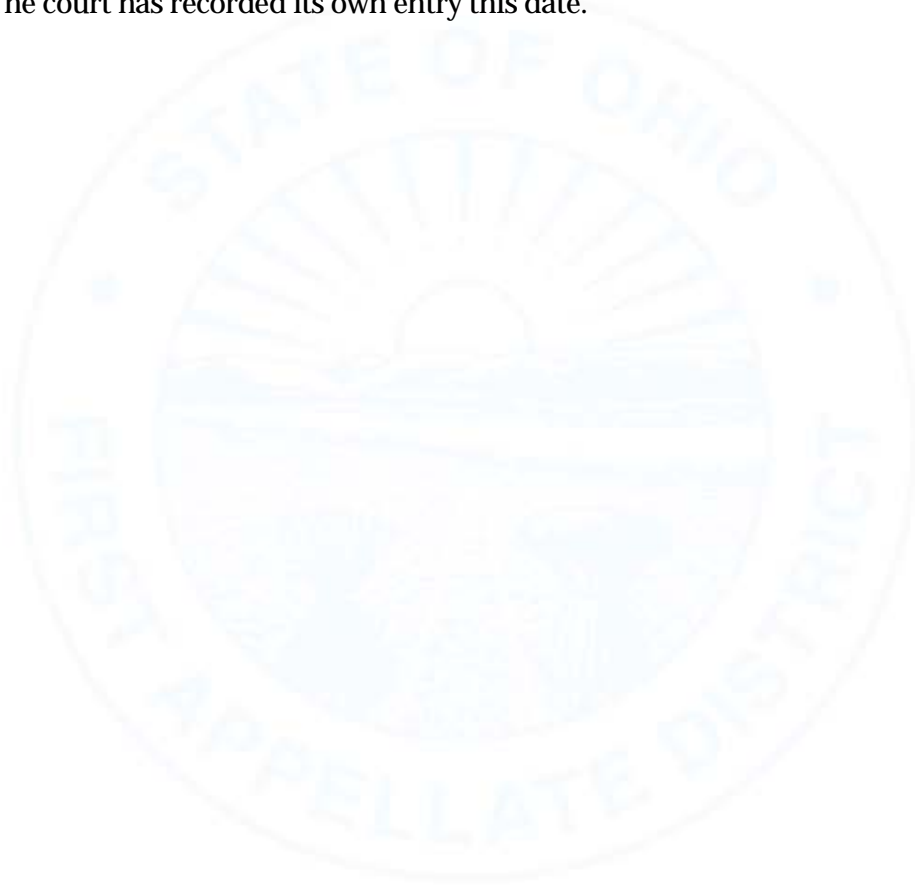 he court has recorded its own entry this date.
STATE OF OHIO
FIRST APPELLATE DISTRICT